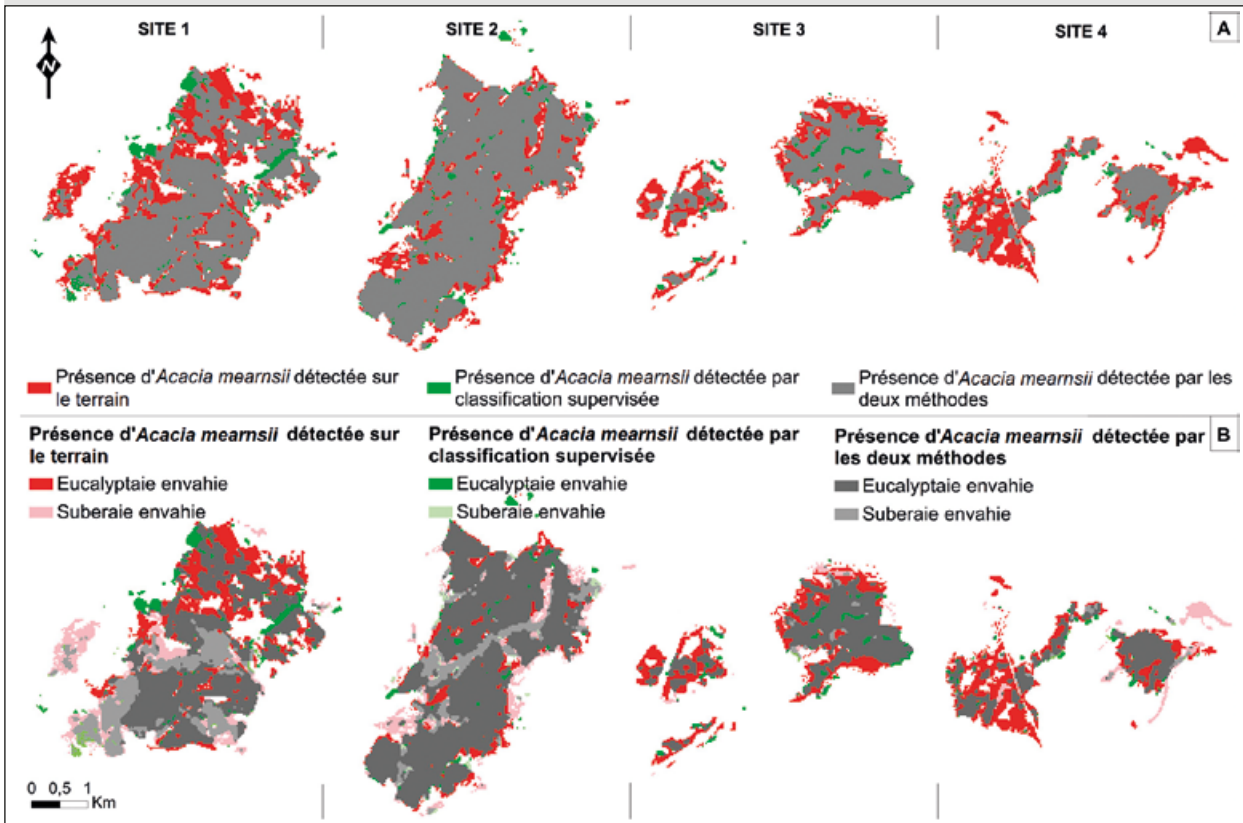 SITE 1
SITE 2
SITE 3
SITE 4
A
N
Présence d'Acacia mearnsii détectée sur
le terrain
Présence d'Acacia mearnsii détectée par
classification supervisée
Présence d'Acacia mearnsii détectée par les
deux méthodes
B
Présence d'Acacia mearnsii détectée sur
le terrain
Eucalyptaie envahie
Suberaie envahie
Présence d'Acacia mearnsii détectée par
classification supervisée
Eucalyptaie envahie
Suberaie envahie
Présence d'Acacia mearnsii détectée par
les deux méthodes
Eucalyptaie envahie
Suberaie envahie
0 0,5 1
Km